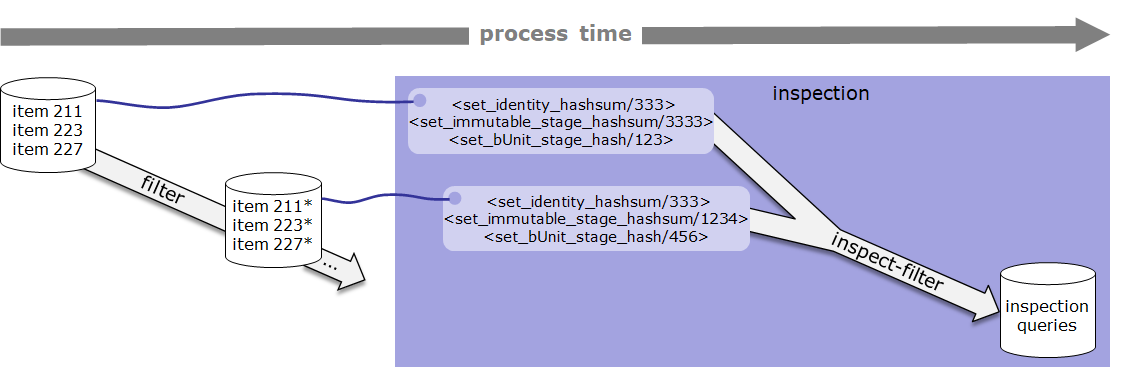 process time
inspection
item 211
item 223
item 227
<set_identity_hashsum/333>
<set_immutable_stage_hashsum/3333>
<set_bUnit_stage_hash/123>
filter
item 211*
item 223*
item 227*
<set_identity_hashsum/333>
<set_immutable_stage_hashsum/1234>
<set_bUnit_stage_hash/456>
...
inspect-filter
inspection
queries